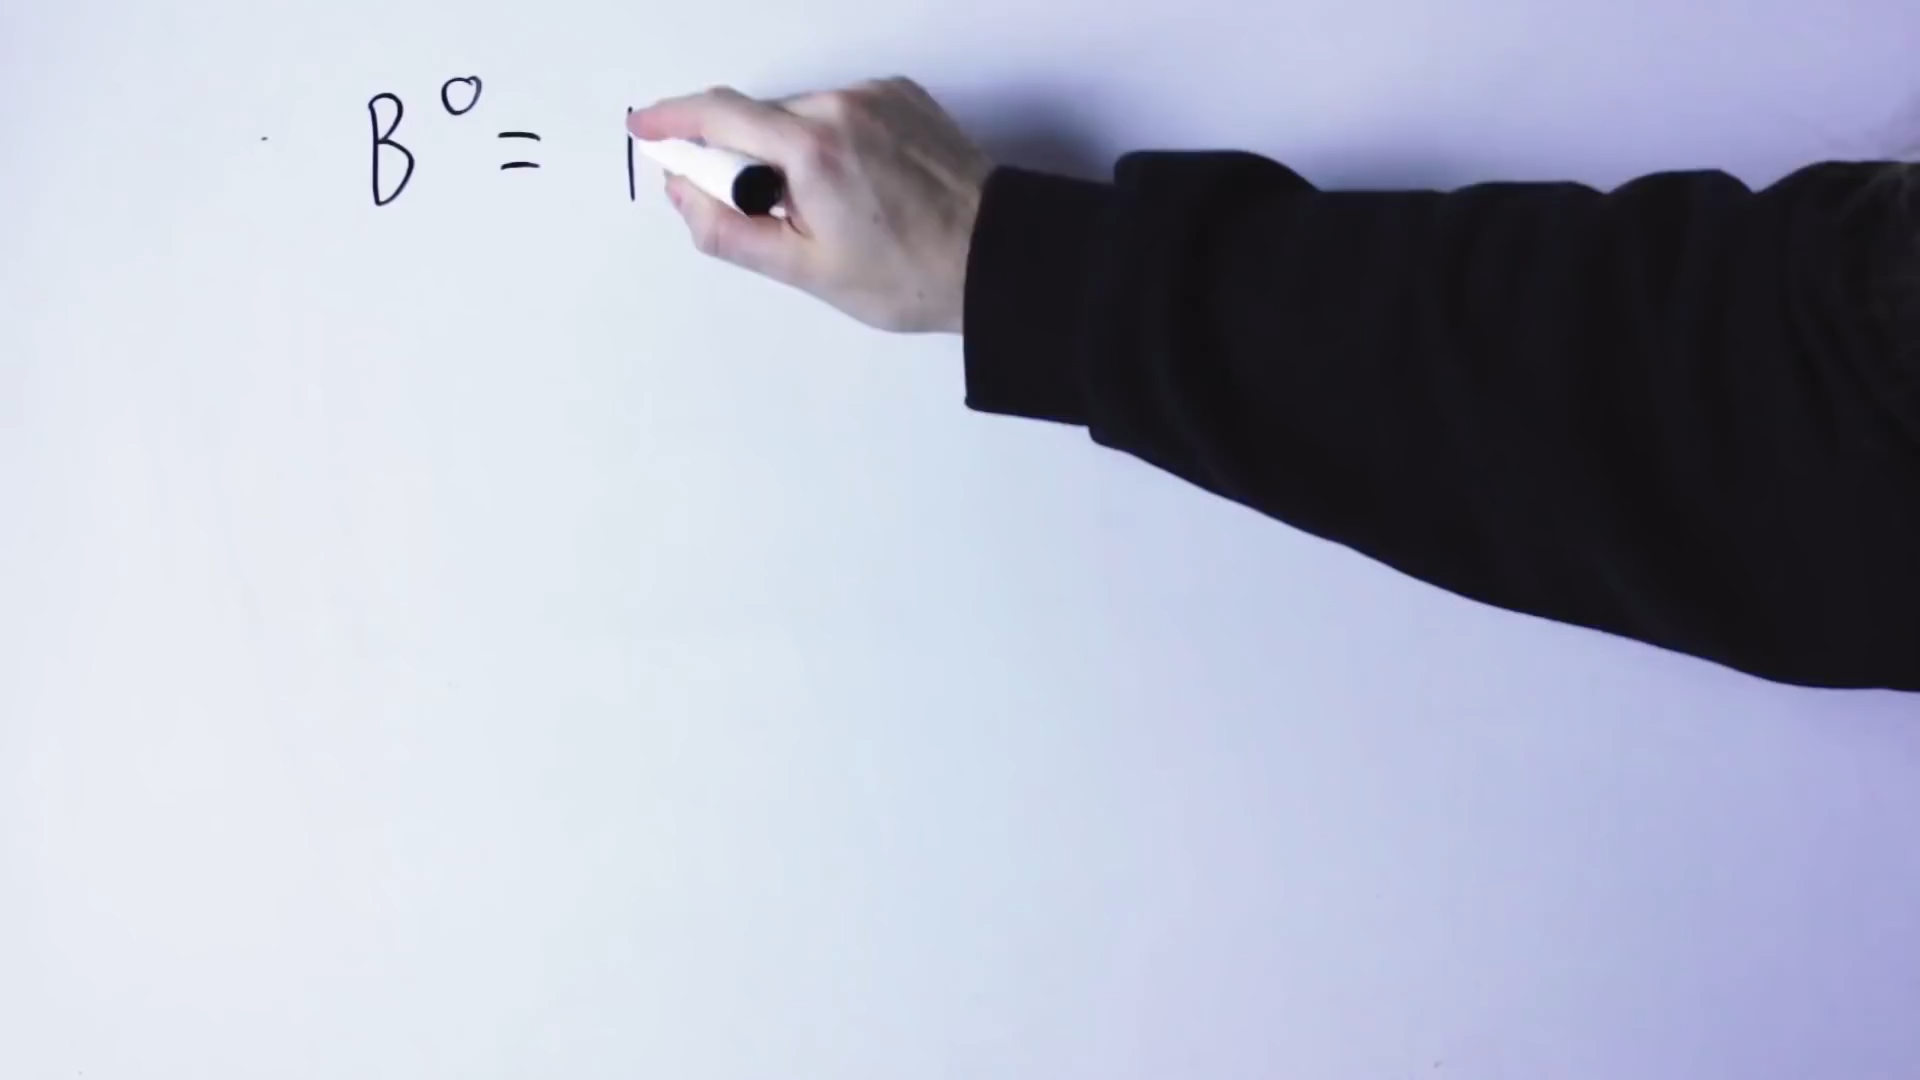 B⁰ = 1